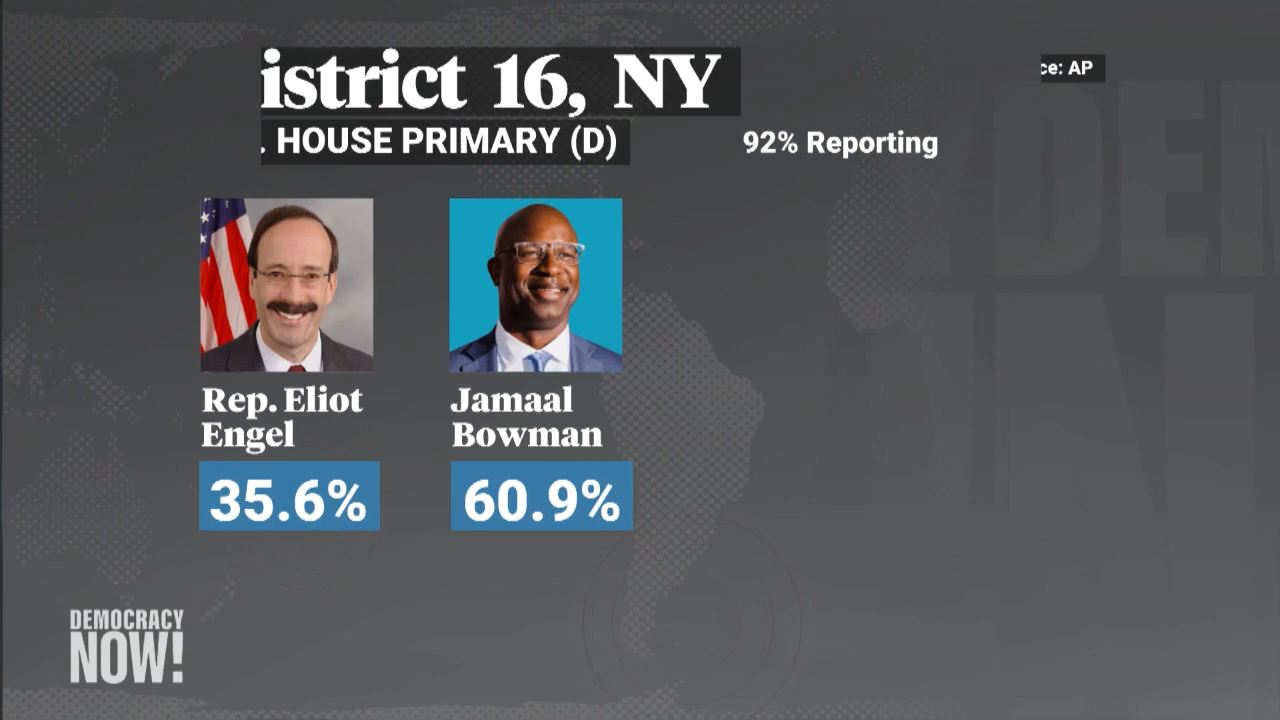 istrict 16, NY
ce: AP
. HOUSE PRIMARY (D)
92% Reporting
Rep. Eliot
Engel
Jamaal
Bowman
35.6%
60.9%
DEMOCRACY
NOW!